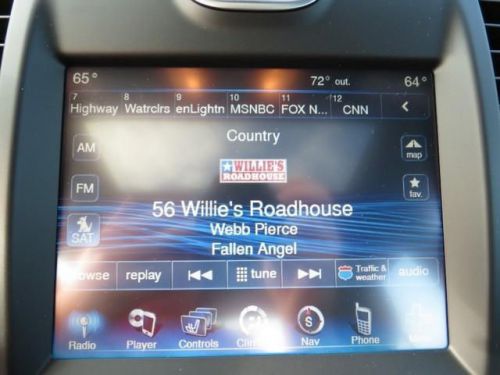 65° 72° out. 64°
7 8 9 10 11 12
Highway Watrclrs enLightn MSNBC FOX N... CNN
Country
AM
map
WILLIE'S
ROADHOUSE
FM
fav.
56 Willie's Roadhouse
Webb Pierce
SAT
Fallen Angel
browse replay tune Traffic & weather audio
Radio Player Controls Nav Phone